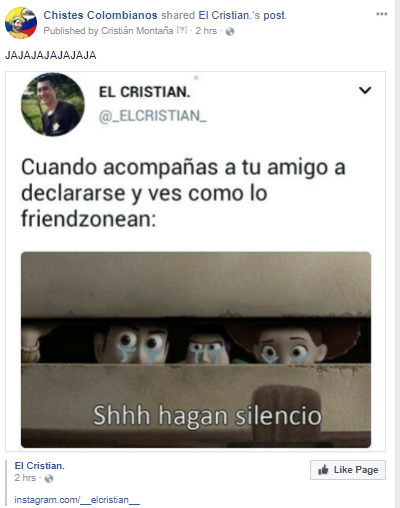 Chistes Colombianos shared El Cristian.'s post.
Published by Cristián Montaña [?] · 2 hrs ·
JAJAJAJAJAJAJA
EL CRISTIAN.
@_ELCRISTIAN_
Cuando acompañas a tu amigo a
declararse y ves como lo
friendzonean:
Shhh hagan silencio
El Cristian.
2 hrs ·
Like Page
instagram.com/__elcristian__